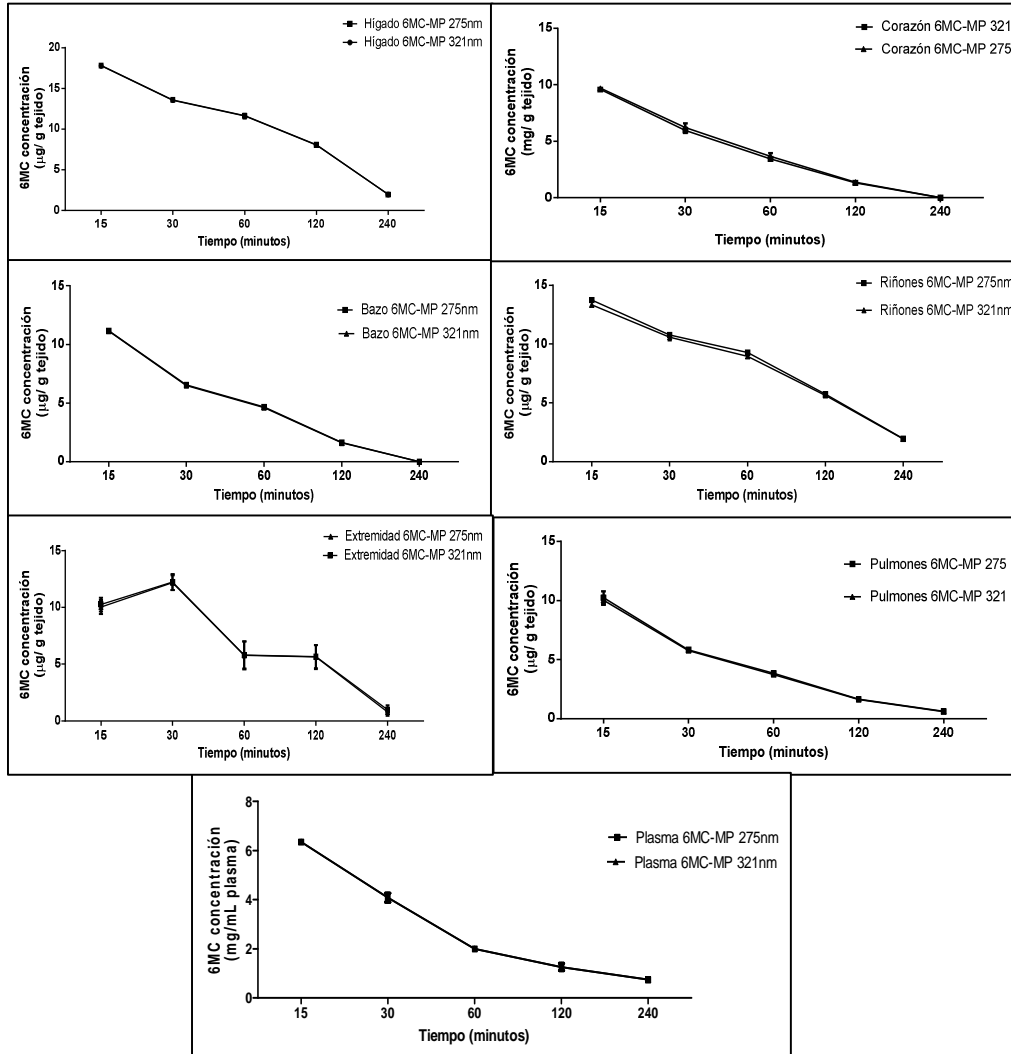 Hígado 6MC-MP 275nm
Hígado 6MC-MP 321nm
6MC concentración
(µg/ g tejido)
20
15
10
5
0
15 30 60 120 240
Tiempo (minutos)
Corazón 6MC-MP 321
Corazón 6MC-MP 275
6MC concentración
(mg/ g tejido)
15
10
5
0
15 30 60 120 240
Tiempo (minutos)
Bazo 6MC-MP 275nm
Bazo 6MC-MP 321nm
6MC concentración
(µg/ g tejido)
15
10
5
0
15 30 60 120 240
Tiempo (minutos)
Riñones 6MC-MP 275nm
Riñones 6MC-MP 321nm
6MC concentración
(µg/ g tejido)
15
10
5
0
15 30 60 120 240
Tiempo (minutos)
Extremidad 6MC-MP 275nm
Extremidad 6MC-MP 321nm
6MC concentración
(µg/ g tejido)
15
10
5
0
15 30 60 120 240
Tiempo (minutos)
Pulmones 6MC-MP 275
Pulmones 6MC-MP 321
6MC concentración
(µg/ g tejido)
15
10
5
0
15 30 60 120 240
Tiempo (minutos)
Plasma 6MC-MP 275nm
Plasma 6MC-MP 321nm
6MC concentración
(mg/mL plasma)
8
6
4
2
0
15 30 60 120 240
Tiempo (minutos)